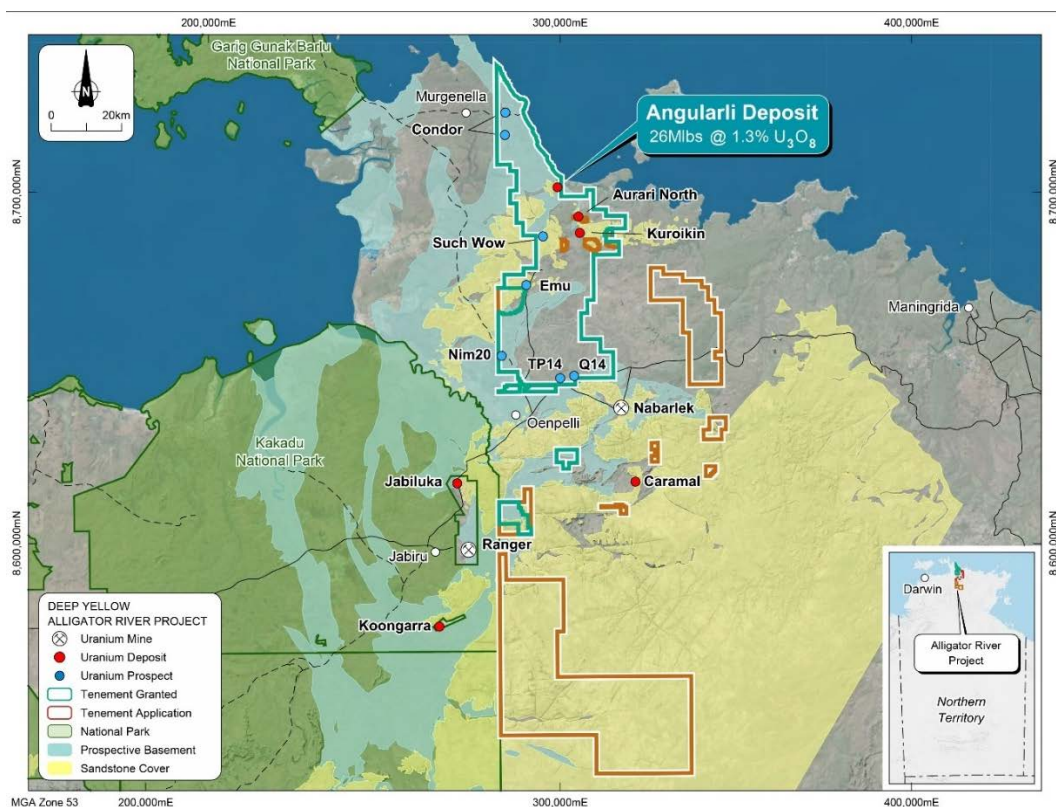 200,000mE
300,000mE
400,000mE
Garig Gunak Barlu
National Park
N
0 20km
Murgenella
Condor
Angularli Deposit
26Mlbs @ 1.3% U₃O₈
8,700,000mN
8,700,000mN
Aurari North
Such Wow
Kuroikin
Emu
Maningrida
Nim20
TP14
Q14
Nabarlek
Oenpelli
Kakadu
National Park
Jabiluka
Caramal
Ranger
Jabiru
8,600,000mN
8,600,000mN
Koongarra
DEEP YELLOW
ALLIGATOR RIVER PROJECT
Uranium Mine
Uranium Deposit
Uranium Prospect
Tenement Granted
Tenement Application
National Park
Prospective Basement
Sandstone Cover
Darwin
Alligator River
Project
Northern
Territory
MGA Zone 53
200,000mE
300,000mE
400,000mE